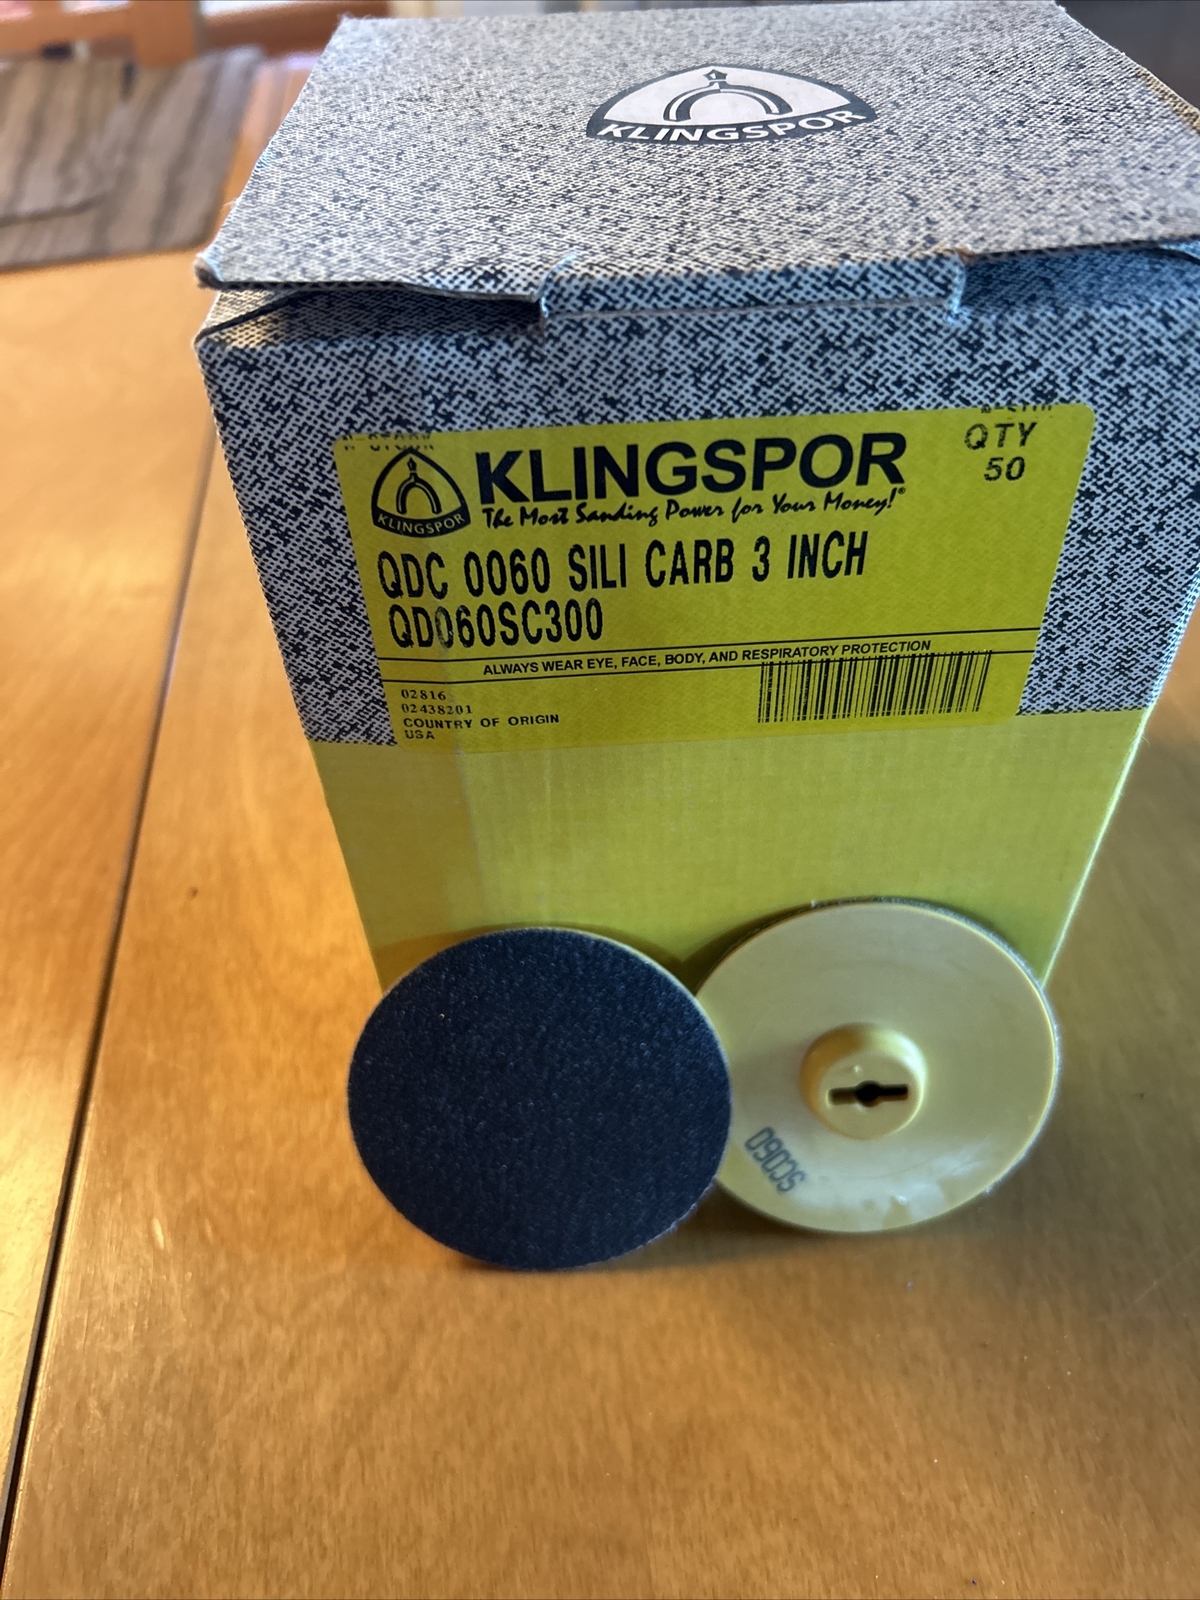 KLINGSPOR
KLINGSPOR
QTY
50
KLINGSPOR
The Most Sanding Power for Your Money!®
QDC 0060 SILI CARB 3 INCH
QD060SC300
ALWAYS WEAR EYE, FACE, BODY, AND RESPIRATORY PROTECTION
02816
02438201
COUNTRY OF ORIGIN
USA
SC060